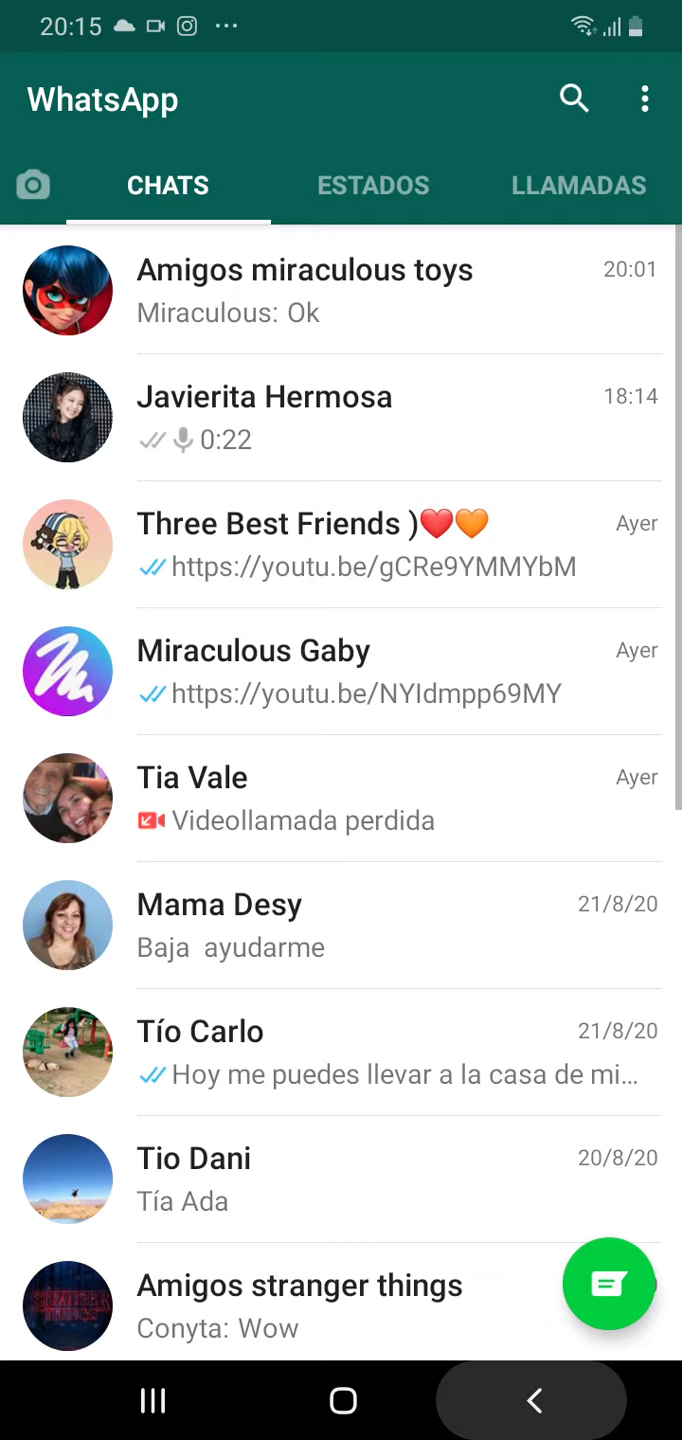 20:15
WhatsApp
CHATS ESTADOS LLAMADAS
Amigos miraculous toys 20:01
Miraculous: Ok
Javierita Hermosa 18:14
0:22
Three Best Friends )❤️🧡 Ayer
https://youtu.be/gCRe9YMMYbM
Miraculous Gaby Ayer
https://youtu.be/NYIdmpp69MY
Tia Vale Ayer
Videollamada perdida
Mama Desy 21/8/20
Baja ayudarme
Tío Carlo 21/8/20
Hoy me puedes llevar a la casa de mi...
Tio Dani 20/8/20
Tía Ada
Amigos stranger things
STRANGER
THINGS
Conyta: Wow